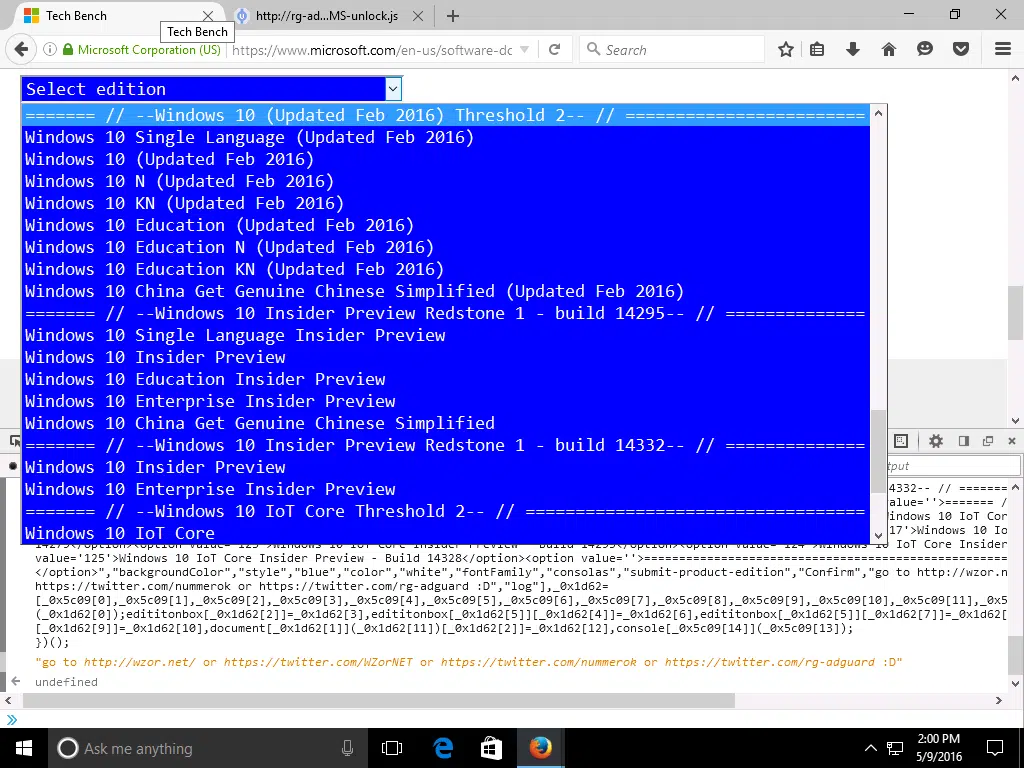 Tech Bench
http://rg-ad...MS-unlock.js
Tech Bench
Microsoft Corporation (US)
https://www.microsoft.com/en-us/software-dc
Search
Select edition
======= // --Windows 10 (Updated Feb 2016) Threshold 2-- // ========================
Windows 10 Single Language (Updated Feb 2016)
Windows 10 (Updated Feb 2016)
Windows 10 N (Updated Feb 2016)
Windows 10 KN (Updated Feb 2016)
Windows 10 Education (Updated Feb 2016)
Windows 10 Education N (Updated Feb 2016)
Windows 10 Education KN (Updated Feb 2016)
Windows 10 China Get Genuine Chinese Simplified (Updated Feb 2016)
======= // --Windows 10 Insider Preview Redstone 1 - build 14295-- // ==============
Windows 10 Single Language Insider Preview
Windows 10 Insider Preview
Windows 10 Education Insider Preview
Windows 10 Enterprise Insider Preview
Windows 10 China Get Genuine Chinese Simplified
======= // --Windows 10 Insider Preview Redstone 1 - build 14332-- // ==============
Windows 10 Insider Preview
Windows 10 Enterprise Insider Preview
======= // --Windows 10 IoT Core Threshold 2-- // ==================================
Windows 10 IoT Core
tput
4332-- // =======
value=''>======= /
indows 10 IoT Cor
17'>Windows 10 Io
IoT Core Insider
value='125'>Windows 10 IoT Core Insider Preview - Build 14328</option><option value=''>====================================
</option>","backgroundColor","style","blue","color","white","fontFamily","consolas","submit-product-edition","Confirm","go to http://wzor.n
https://twitter.com/nummerok or https://twitter.com/rg-adguard :D","log"],_0x1d62=
[_0x5c09[0],_0x5c09[1],_0x5c09[2],_0x5c09[3],_0x5c09[4],_0x5c09[5],_0x5c09[6],_0x5c09[7],_0x5c09[8],_0x5c09[9],_0x5c09[10],_0x5c09[11],_0x5
(_0x1d62[0]);edititonbox[_0x1d62[2]]=_0x1d62[3],edititonbox[_0x1d62[5]][_0x1d62[4]]=_0x1d62[6],edititonbox[_0x1d62[5]][_0x1d62[7]]=_0x1d62
[_0x1d62[9]]=_0x1d62[10],document[_0x1d62[1]](_0x1d62[11])[_0x1d62[2]]=_0x1d62[12],console[_0x5c09[14]](_0x5c09[13]);
})();
"go to http://wzor.net/ or https://twitter.com/WZorNET or https://twitter.com/nummerok or https://twitter.com/rg-adguard :D"
undefined
Ask me anything
2:00 PM
5/9/2016